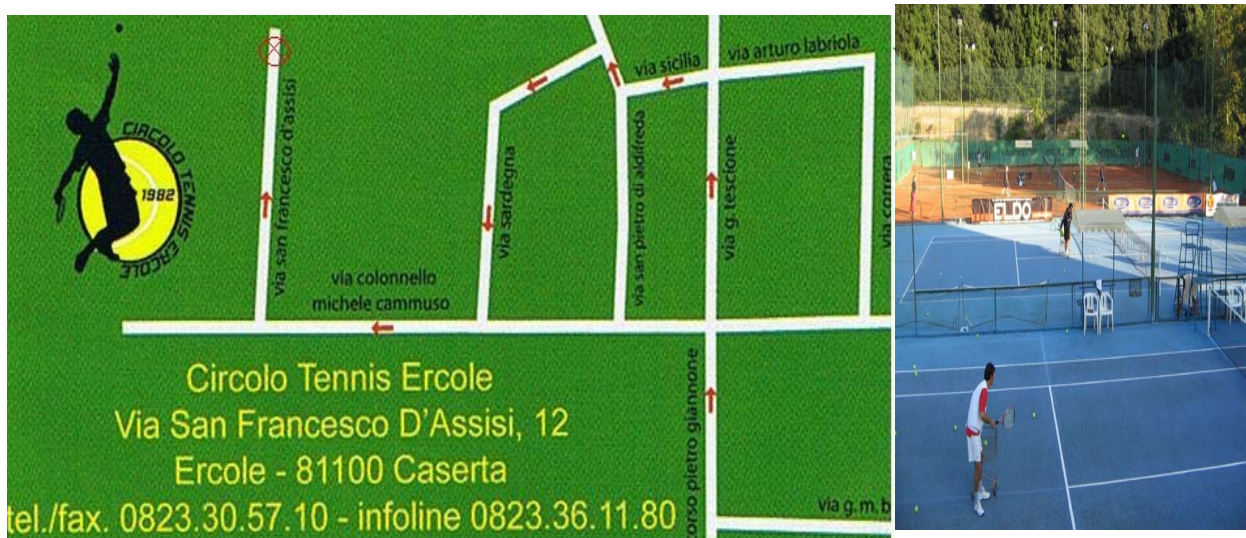 CIRCOLO TENNIS ERCOLE
1982
via san francesco d'assisi
via sardegna
via sicilia
via arturo labriola
via san pietro di aldifreda
via g. tescione
via correra
via colonnello
michele cammuso
corso pietro giannone
via g. m. b
Circolo Tennis Ercole
Via San Francesco D'Assisi, 12
Ercole - 81100 Caserta
tel./fax. 0823.30.57.10 - infoline 0823.36.11.80
ELDO